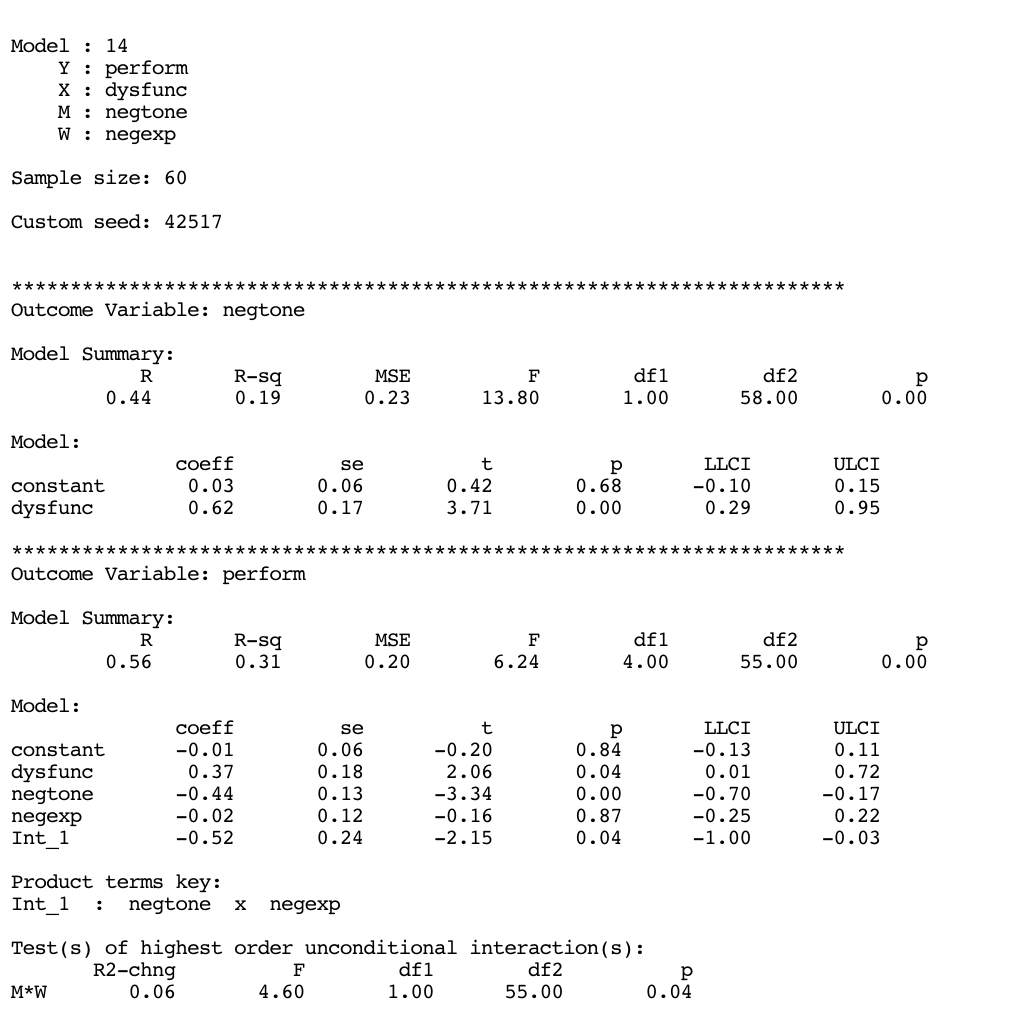 Model : 14
    Y : perform
    X : dysfunc
    M : negtone
    W : negexp

Sample size: 60

Custom seed: 42517

***********************************************************************
Outcome Variable: negtone

Model Summary:
           R       R-sq        MSE          F        df1        df2          p
        0.44       0.19       0.23      13.80       1.00      58.00       0.00

Model:
              coeff         se          t          p       LLCI       ULCI
constant       0.03       0.06       0.42       0.68      -0.10       0.15
dysfunc        0.62       0.17       3.71       0.00       0.29       0.95

***********************************************************************
Outcome Variable: perform

Model Summary:
           R       R-sq        MSE          F        df1        df2          p
        0.56       0.31       0.20       6.24       4.00      55.00       0.00

Model:
              coeff         se          t          p       LLCI       ULCI
constant      -0.01       0.06      -0.20       0.84      -0.13       0.11
dysfunc        0.37       0.18       2.06       0.04       0.01       0.72
negtone       -0.44       0.13      -3.34       0.00      -0.70      -0.17
negexp        -0.02       0.12      -0.16       0.87      -0.25       0.22
Int_1         -0.52       0.24      -2.15       0.04      -1.00      -0.03

Product terms key:
Int_1  :  negtone  x  negexp

Test(s) of highest order unconditional interaction(s):
       R2-chng          F        df1        df2          p
M*W       0.06       4.60       1.00      55.00       0.04